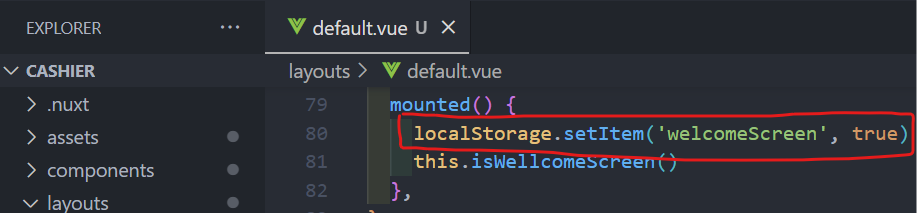 EXPLORER ...
default.vue U ×
CASHIER
layouts > default.vue
> .nuxt
79 mounted() {
> assets
80 localStorage.setItem('welcomeScreen', true)
> components
81 this.isWellcomeScreen()
layouts
82 },